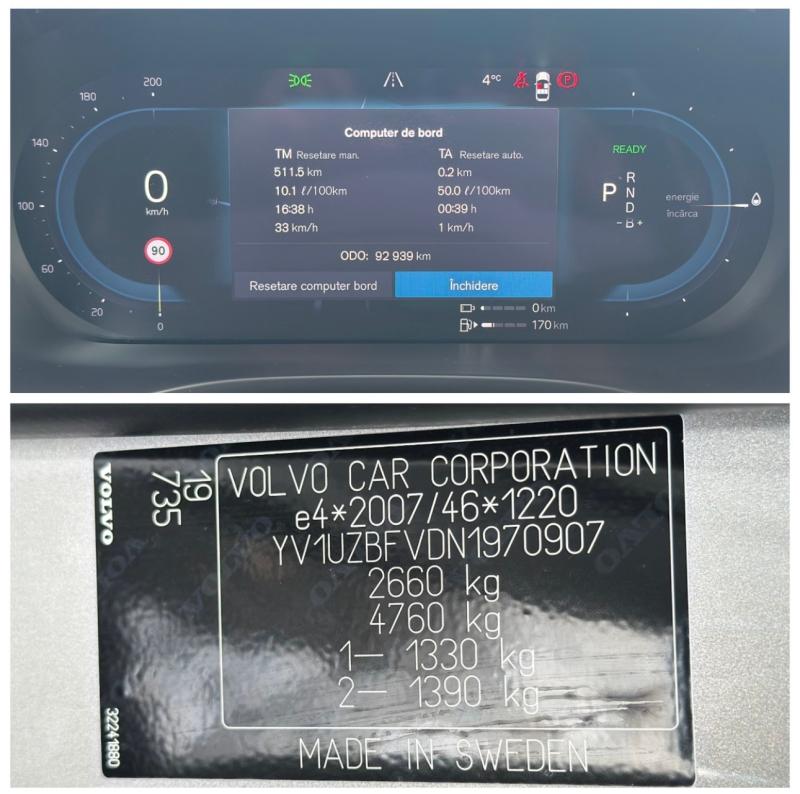 200
180
140
100
60
20
0
4°C
P
0
km/h
90
Computer de bord
TM Resetare man.
TA Resetare auto.
511.5 km
0.2 km
10.1 ℓ/100km
50.0 ℓ/100km
16:38 h
00:39 h
33 km/h
1 km/h
ODO: 92 939 km
Resetare computer bord
Închidere
READY
P
R
N
D
- B +
energie
încărca
0 km
170 km
VOLVO
19
735
32241880
VOLVO CAR CORPORATION
e4*2007/46*1220
YV1UZBFVDN1970907
2660 kg
4760 kg
1– 1330 kg
2– 1390 kg
MADE IN SWEDEN